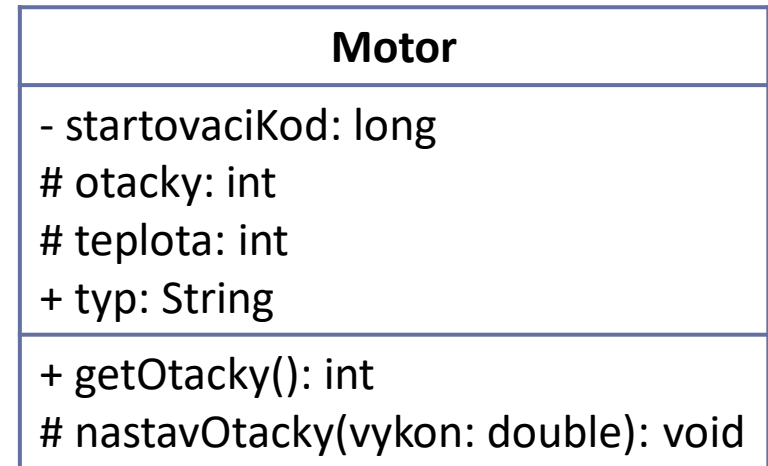 Motor
- startovaciKod: long
# otacky: int
# teplota: int
+ typ: String
+ getOtacky(): int
# nastavOtacky(vykon: double): void